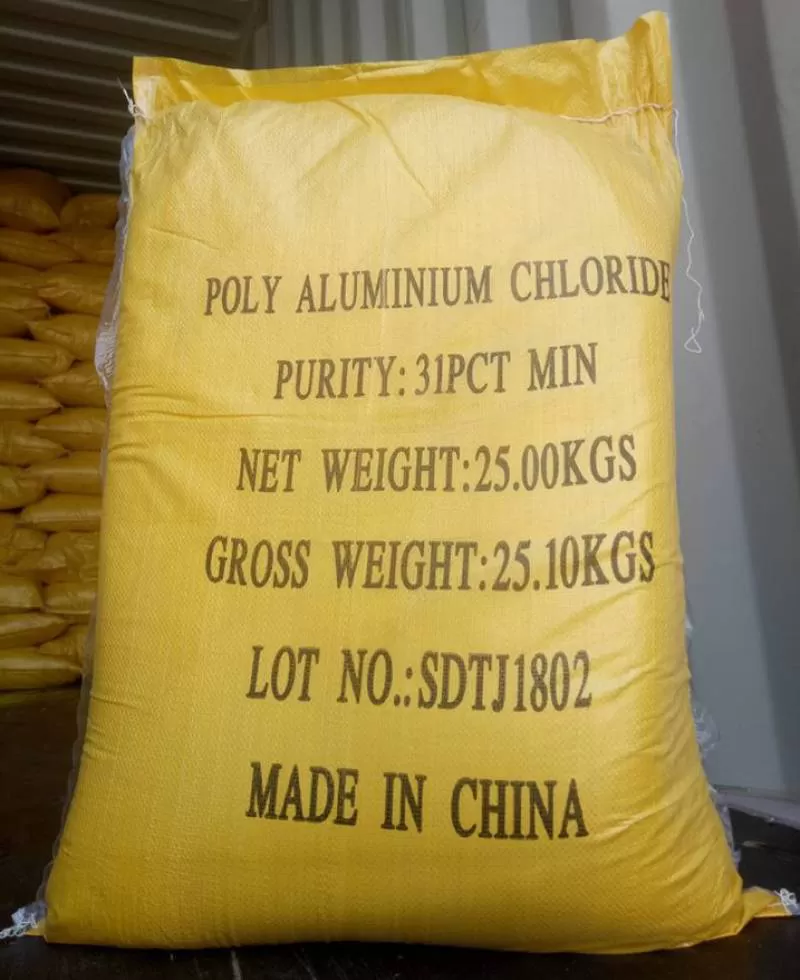 POLY ALUMINIUM CHLORIDE
PURITY: 31PCT MIN
NET WEIGHT:25.00KGS
GROSS WEIGHT:25.10KGS
LOT NO.:SDTJ1802
MADE IN CHINA